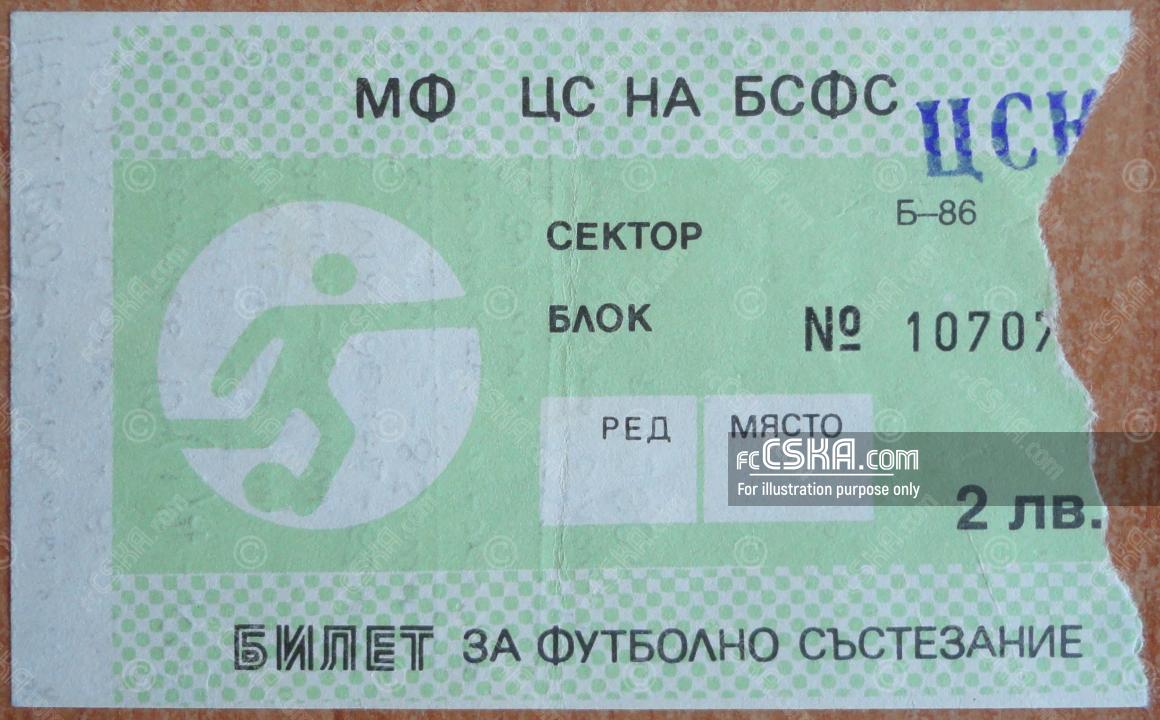 МФ ЦС НА БСФС
ЦСК
Б–86
СЕКТОР
БЛОК
№ 10707
РЕД
МЯСТО
fcCSKA.com
For illustration purpose only
2 лв.
БИЛЕТ ЗА ФУТБОЛНО СЪСТЕЗАНИЕ